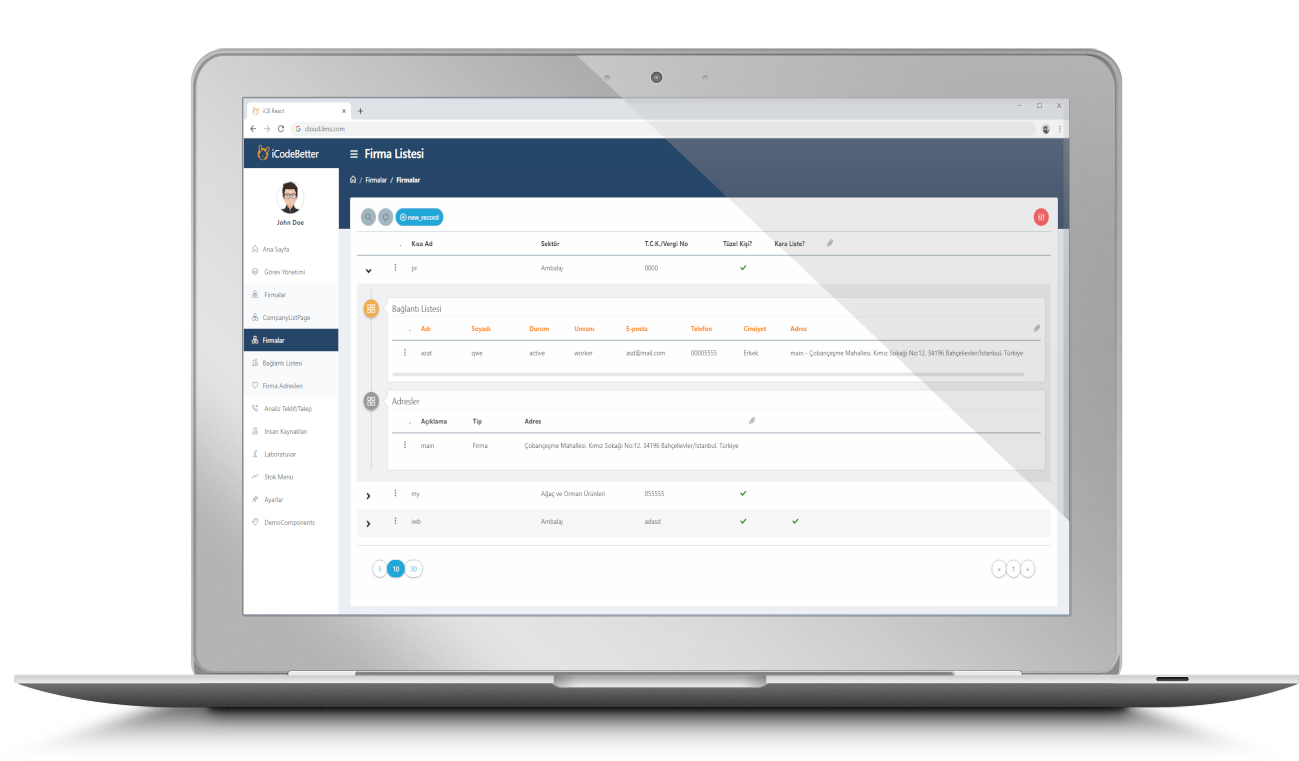 iCB React
cloud.lims.com
iCodeBetter
Firma Listesi
/ Firmalar / Firmalar
John Doe
new_record
Ana Sayfa
Görev Yönetimi
Firmalar
CompanyListPage
Firmalar
Bağlantı Listesi
Firma Adresleri
Analiz Teklif/Talep
İnsan Kaynakları
Laboratuvar
Stok Menü
Ayarlar
DemoComponents
. Kısa Ad Sektör T.C.K./Vergi No Tüzel Kişi? Kara Liste?
pr Ambalaj 0000
Bağlantı Listesi
. Adı Soyadı Durum Unvanı E-posta Telefon Cinsiyet Adres
azat qwe active worker asd@mail.com 00005555 Erkek main - Çobançeşme Mahallesi, Kımız Sokağı No:12, 34196 Bahçelievler/İstanbul, Türkiye
Adresler
. Açıklama Tip Adres
main Firma Çobançeşme Mahallesi, Kımız Sokağı No:12, 34196 Bahçelievler/İstanbul, Türkiye
my Ağaç ve Orman Ürünleri 055555
iwb Ambalaj adasd
5 10 30
« 1 »